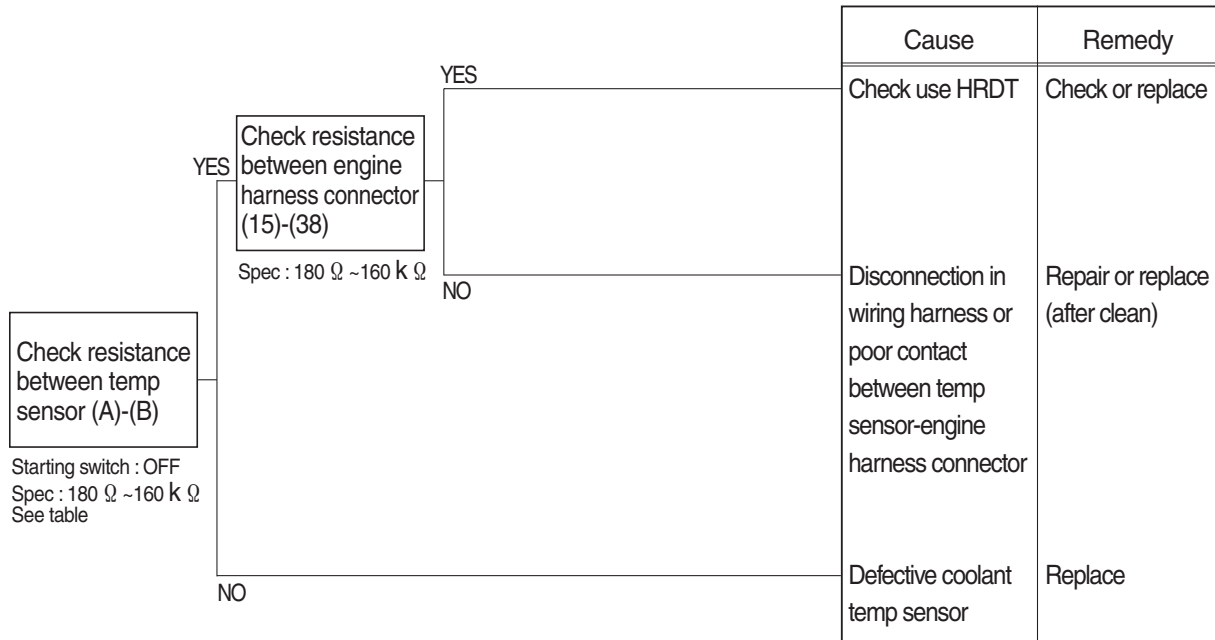 Cause
Remedy
YES
Check use HRDT
Check or replace
Check resistance
between engine
harness connector
(15)-(38)
YES
Spec : 180 Ω ~160 k Ω
NO
Disconnection in
wiring harness or
poor contact
between temp
sensor-engine
harness connector
Repair or replace
(after clean)
Check resistance
between temp
sensor (A)-(B)
Starting switch : OFF
Spec : 180 Ω ~160 k Ω
See table
NO
Defective coolant
temp sensor
Replace